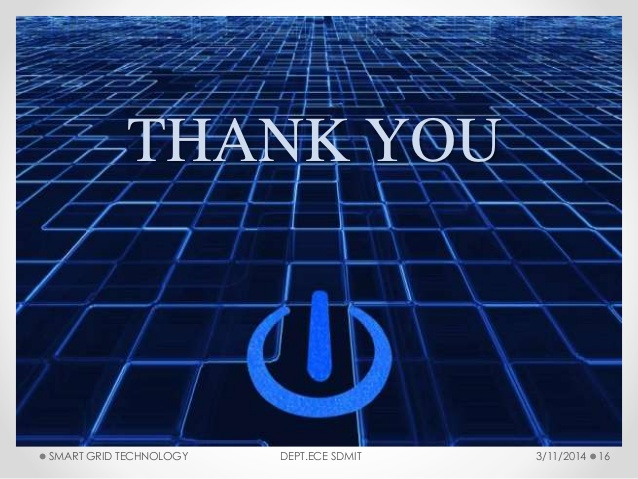 THANK YOU
SMART GRID TECHNOLOGY DEPT.ECE SDMIT 3/11/2014 16